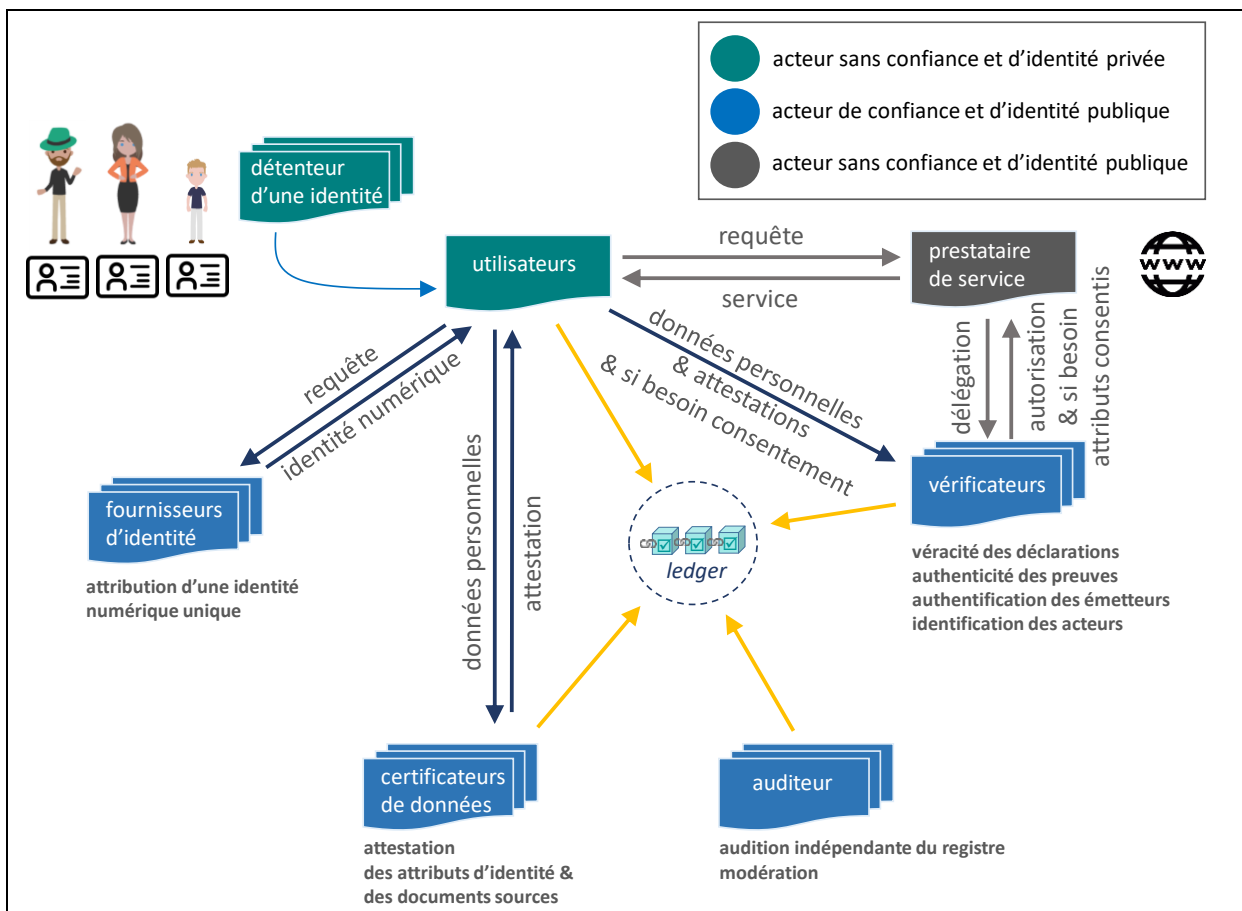 acteur sans confiance et d’identité privée
acteur de confiance et d’identité publique
acteur sans confiance et d’identité publique
détenteur
d’une identité
utilisateurs
requête
service
prestataire
de service
www
requête
identité numérique
données personnelles
attestation
données personnelles
& attestations
& si besoin consentement
délégation
autorisation
& si besoin
attributs consentis
fournisseurs
d’identité
attribution d’une identité
numérique unique
vérificateurs
véracité des déclarations
authenticité des preuves
authentification des émetteurs
identification des acteurs
ledger
certificateurs
de données
attestation
des attributs d’identité &
des documents sources
auditeur
audition indépendante du registre
modération